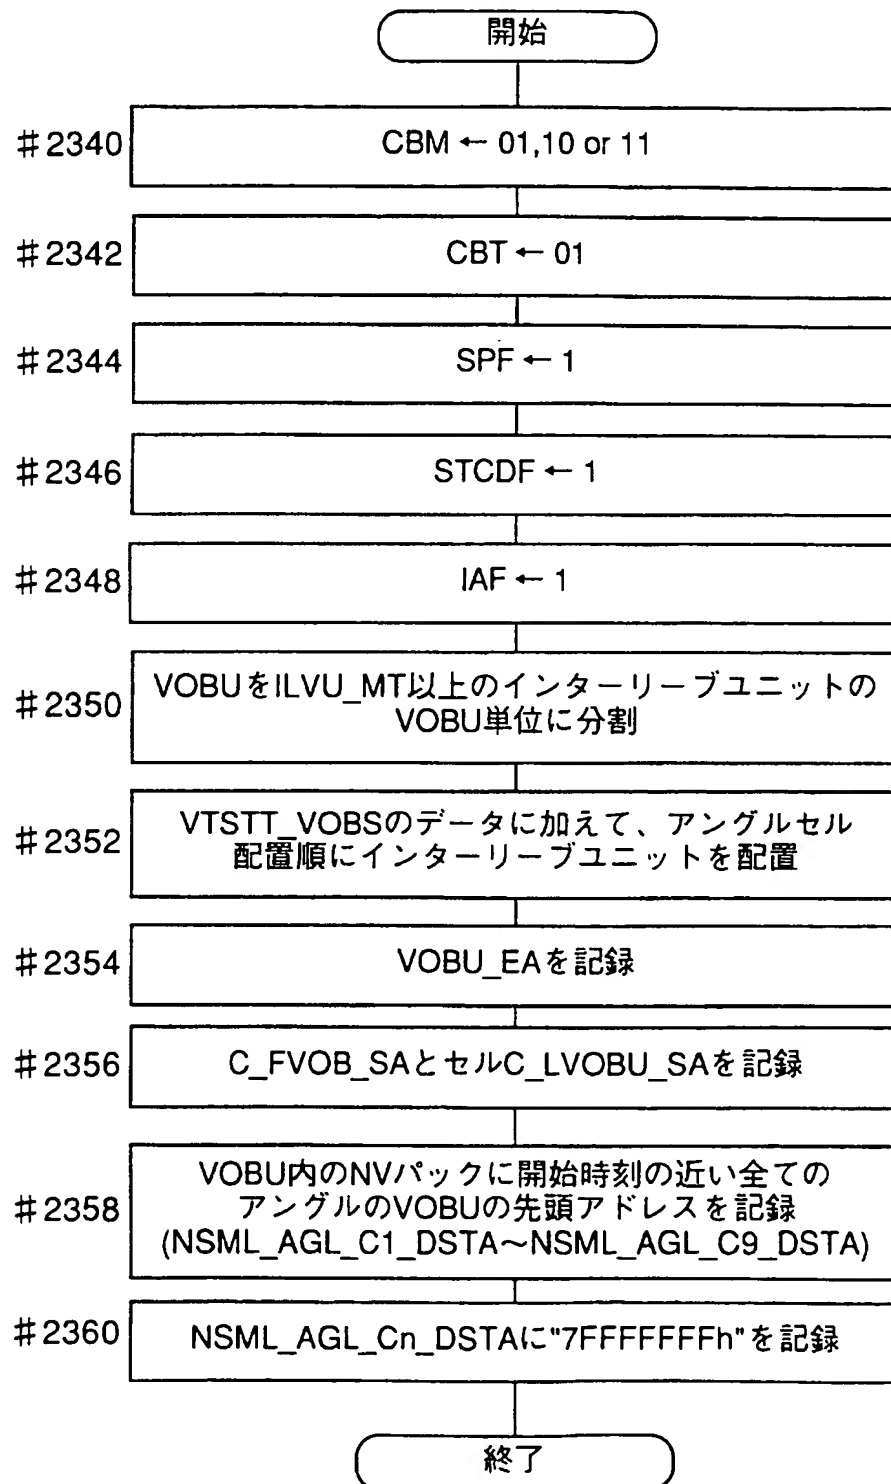 開始
#2340 CBM ← 01,10 or 11
#2342 CBT ← 01
#2344 SPF ← 1
#2346 STCDF ← 1
#2348 IAF ← 1
#2350 VOBUをILVU_MT以上のインターリーブユニットの
VOBU単位に分割
#2352 VTSTT_VOBSのデータに加えて、アングルセル
配置順にインターリーブユニットを配置
#2354 VOBU_EAを記録
#2356 C_FVOB_SAとセルC_LVOBU_SAを記録
#2358 VOBU内のNVパックに開始時刻の近い全ての
アングルのVOBUの先頭アドレスを記録
(NSML_AGL_C1_DSTA～NSML_AGL_C9_DSTA)
#2360 NSML_AGL_Cn_DSTAに"7FFFFFFFh"を記録
終了